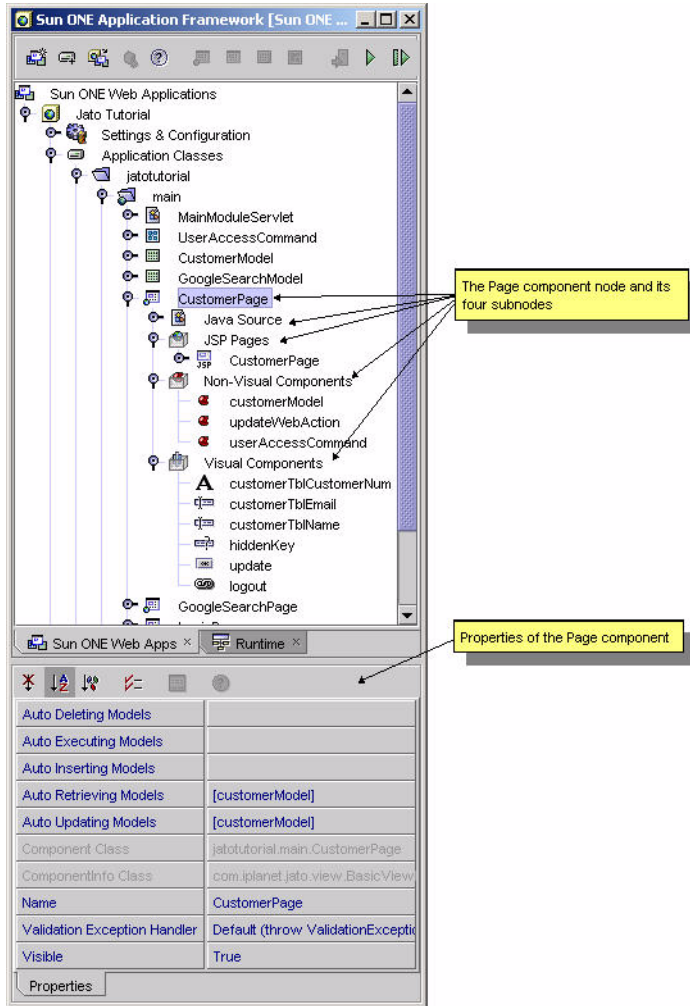 Sun ONE Application Framework [Sun ONE ...
Sun ONE Web Applications
Jato Tutorial
Settings & Configuration
Application Classes
jatotutorial
main
MainModuleServlet
UserAccessCommand
CustomerModel
GoogleSearchModel
CustomerPage
The Page component node and its
four subnodes
Java Source
JSP Pages
JSP
CustomerPage
Non-Visual Components
customerModel
updateWebAction
userAccessCommand
Visual Components
A
customerTblCustomerNum
customerTblEmail
customerTblName
hiddenKey
update
logout
GoogleSearchPage
Sun ONE Web Apps
Runtime
Properties of the Page component
Auto Deleting Models
Auto Executing Models
Auto Inserting Models
Auto Retrieving Models [customerModel]
Auto Updating Models [customerModel]
Component Class jatotutorial.main.CustomerPage
ComponentInfo Class com.iplanet.jato.view.BasicView
Name CustomerPage
Validation Exception Handler Default (throw ValidationExceptio
Visible True
Properties